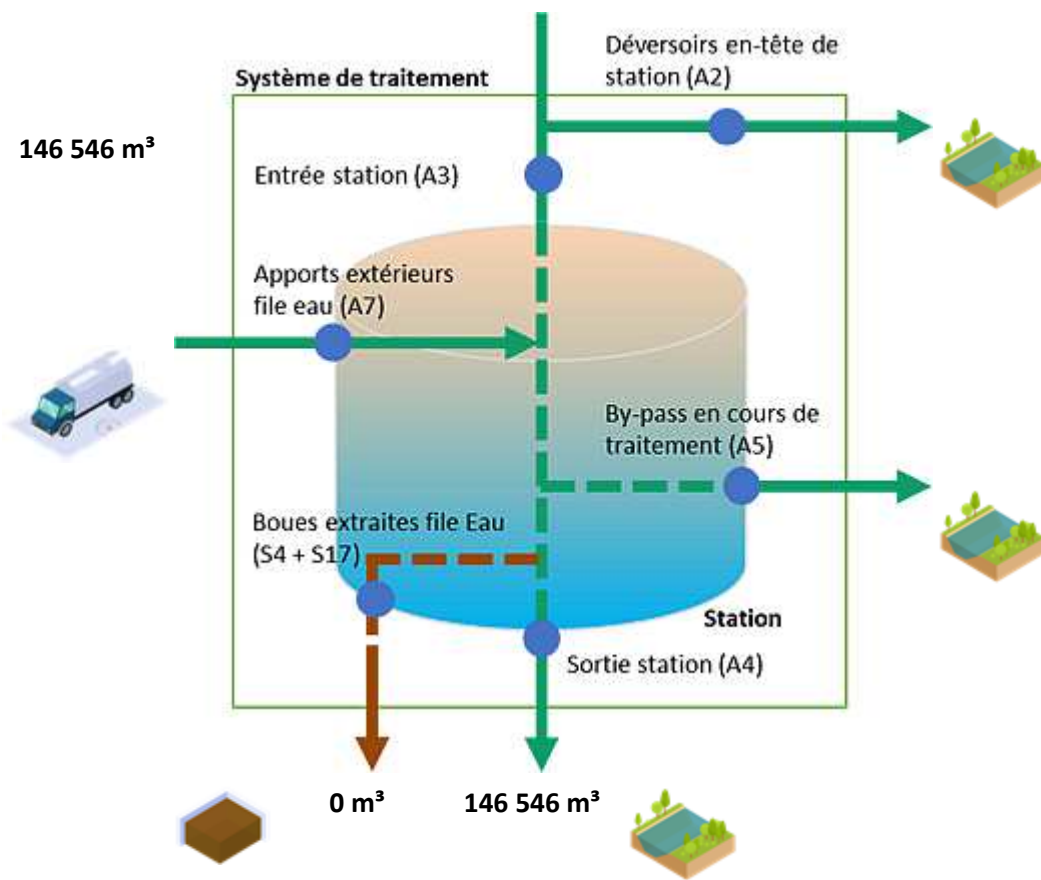 Déversoirs en-tête de
station (A2)
Système de traitement
146 546 m³
Entrée station (A3)
Apports extérieurs
file eau (A7)
By-pass en cours de
traitement (A5)
Boues extraites file Eau
(S4 + S17)
Station
Sortie station (A4)
0 m³
146 546 m³